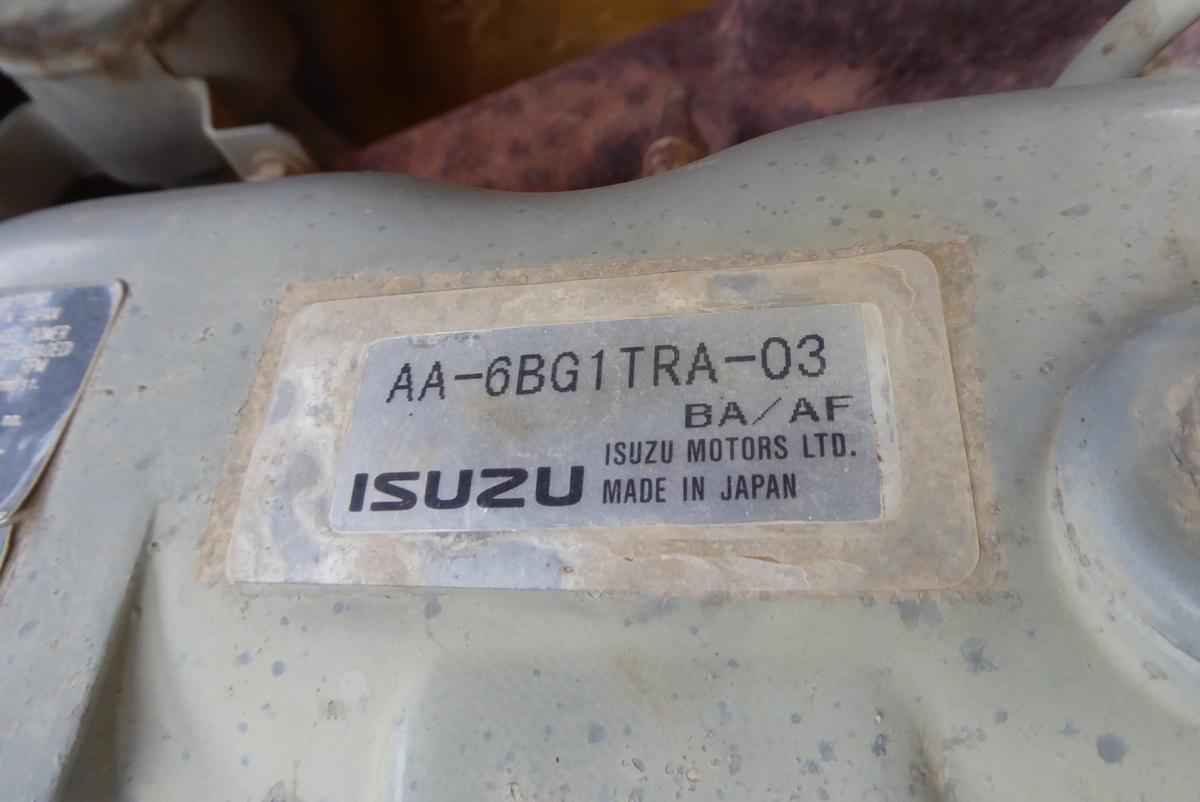 AA-6BG1TRA-03
BA/AF
ISUZU MOTORS LTD.
ISUZU MADE IN JAPAN